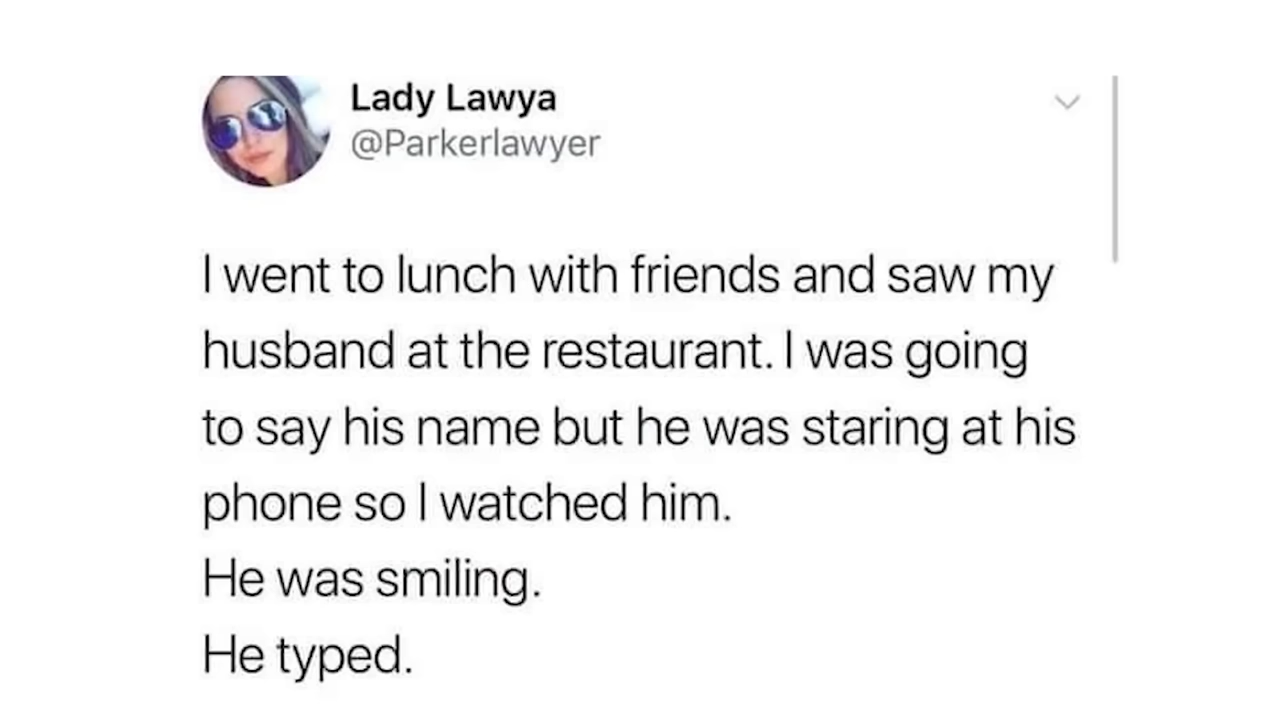 Lady Lawya
@Parkerlawyer
I went to lunch with friends and saw my
husband at the restaurant. I was going
to say his name but he was staring at his
phone so I watched him.
He was smiling.
He typed.